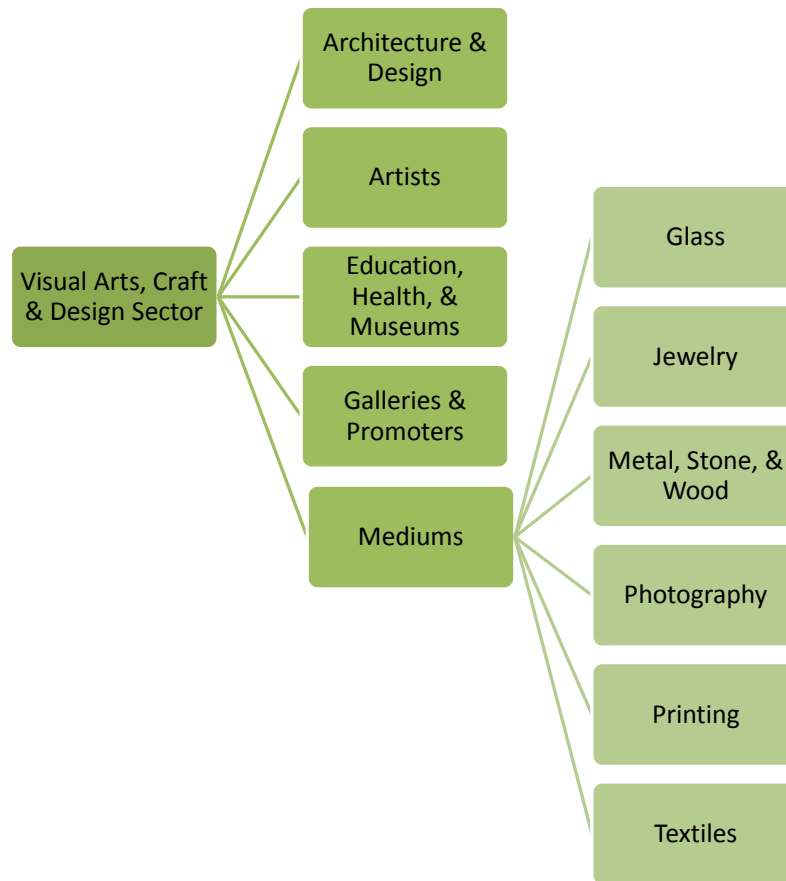 Visual Arts, Craft
& Design Sector
Architecture &
Design
Artists
Education,
Health, &
Museums
Galleries &
Promoters
Mediums
Glass
Jewelry
Metal, Stone, &
Wood
Photography
Printing
Textiles